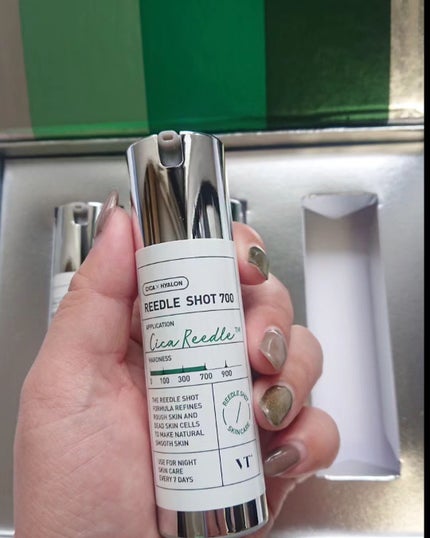 CICA × HYALON
REEDLE SHOT 700
APPLICATION
Cica Reedle™
HARDNESS
0 100 300 700 900
THE REEDLE SHOT
FORMULA REFINES
ROUGH SKIN AND
DEAD SKIN CELLS
TO MAKE NATURAL
SMOOTH SKIN
REEDLE SHOT
SKINCARE
USE FOR NIGHT
SKIN CARE
EVERY 7 DAYS
VT